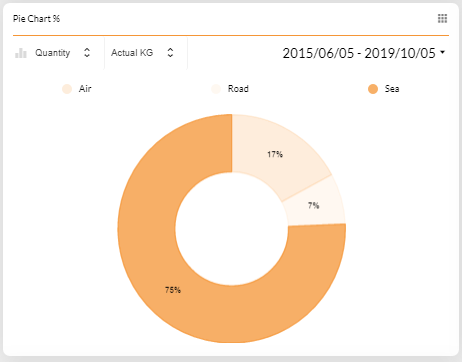 Pie Chart %
Quantity Actual KG 2015/06/05 - 2019/10/05
Air Road Sea
17%
7%
75%